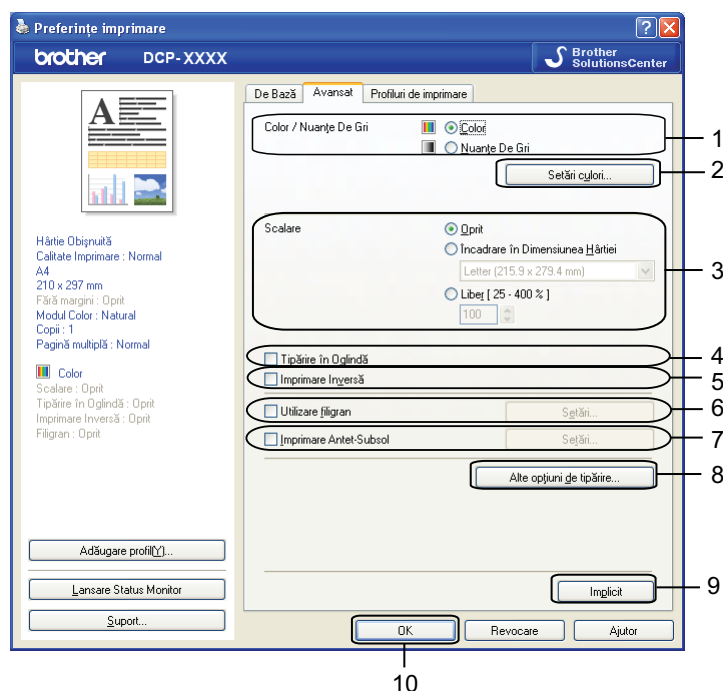 Preferințe imprimare
brother DCP-XXXX
Brother
SolutionsCenter
De Bază Avansat Profiluri de imprimare
A
Hârtie Obișnuită
Calitate Imprimare : Normal
A4
210 x 297 mm
Fără margini : Oprit
Modul Color : Natural
Copii : 1
Pagină multiplă : Normal
Color
Scalare : Oprit
Tipărire în Oglindă : Oprit
Imprimare Inversă : Oprit
Filigran : Oprit
Adăugare profil(Y)...
Lansare Status Monitor
Suport...
Color / Nuanțe De Gri
Color
Nuanțe De Gri
1
Setări culori...
2
Scalare
Oprit
Încadrare în Dimensiunea Hârtiei
Letter (215.9 x 279.4 mm)
Liber [ 25 - 400 % ]
100
3
Tipărire în Oglindă
4
Imprimare Inversă
5
Utilizare filigran Setări...
6
Imprimare Antet-Subsol Setări...
7
Alte opțiuni de tipărire...
8
Implicit
9
OK Revocare Ajutor
10